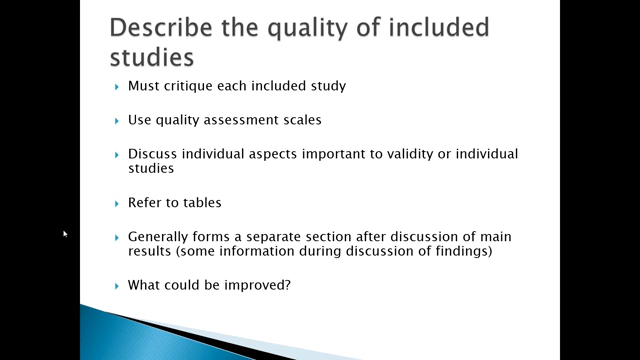 Describe the quality of included
studies
Must critique each included study
Use quality assessment scales
Discuss individual aspects important to validity or individual
studies
Refer to tables
Generally forms a separate section after discussion of main
results (some information during discussion of findings)
What could be improved?